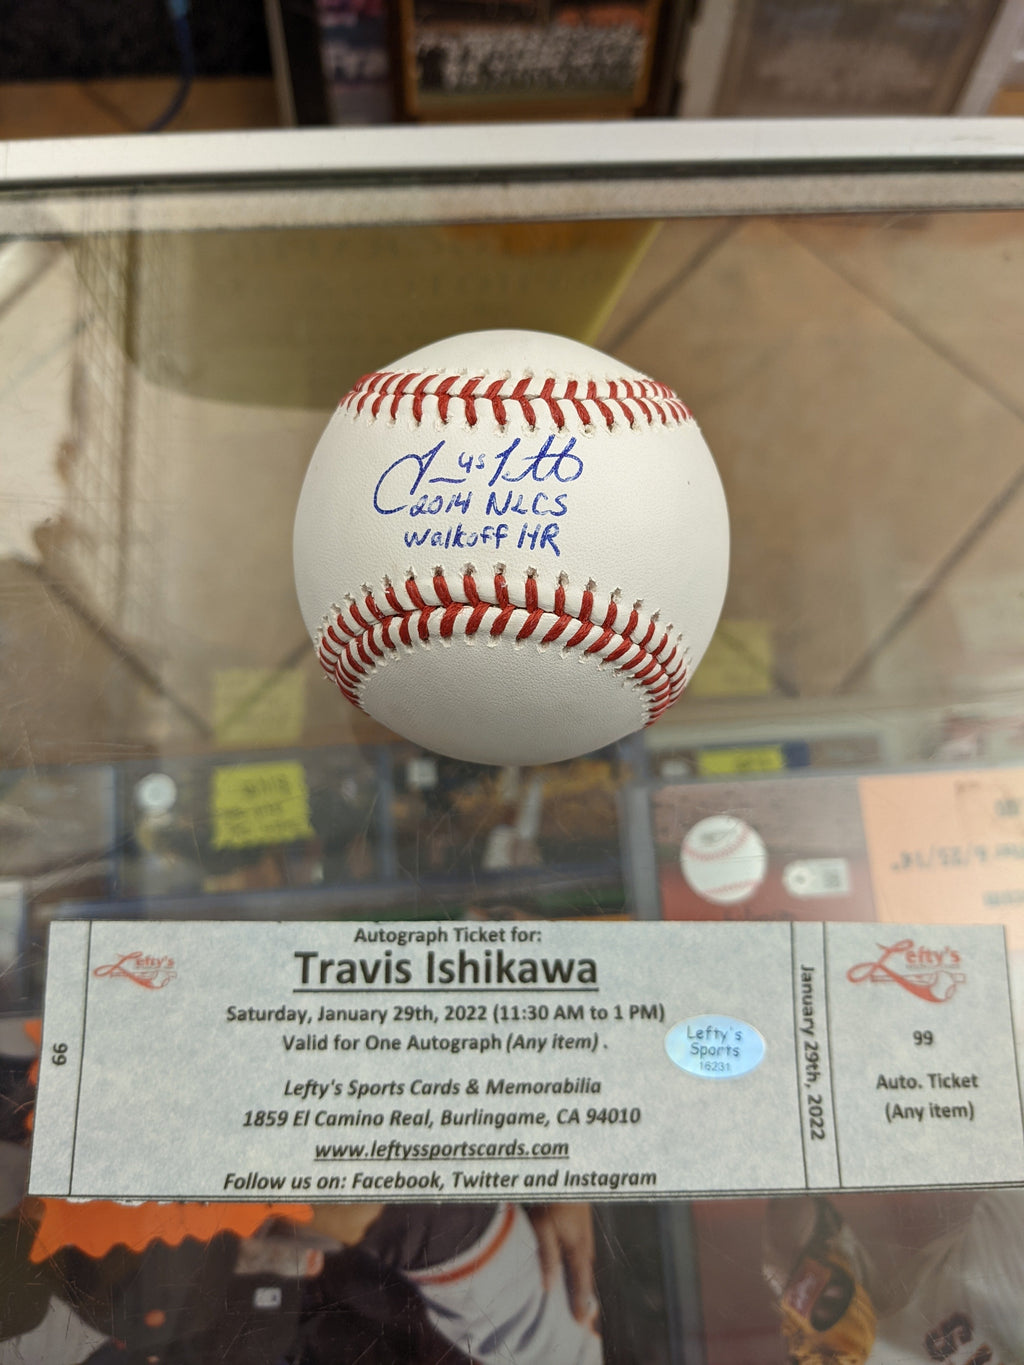 45
2014 NLCS
Walkoff HR
Autograph Ticket for:
Travis Ishikawa
Saturday, January 29th, 2022 (11:30 AM to 1 PM)
Valid for One Autograph (Any item) .
Lefty's Sports Cards & Memorabilia
1859 El Camino Real, Burlingame, CA 94010
www.leftyssportscards.com
Follow us on: Facebook, Twitter and Instagram
Lefty's
99
Lefty's
Sports
16231
January 29th, 2022
Lefty's
99
Auto. Ticket
(Any item)